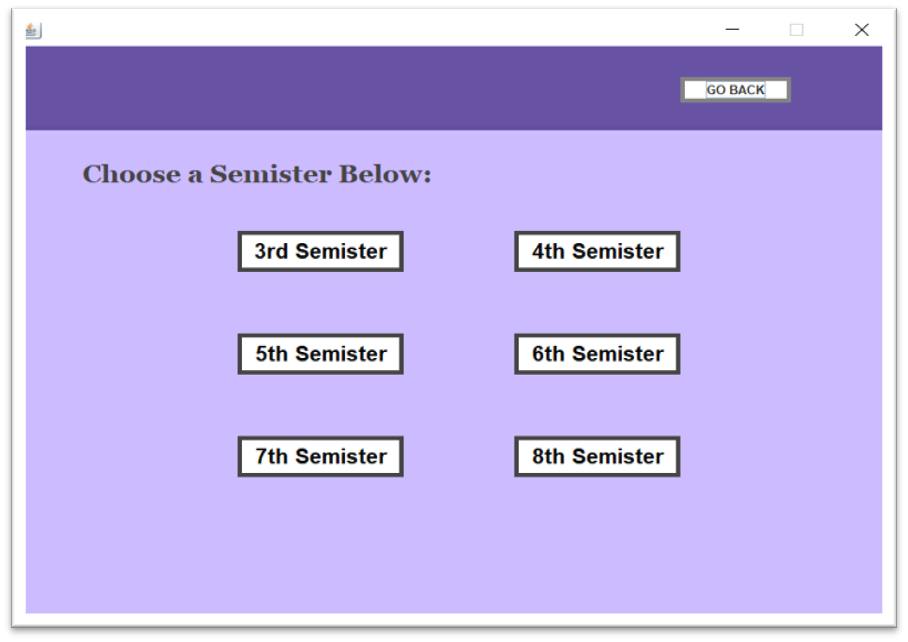 GO BACK
Choose a Semister Below:
3rd Semister 4th Semister
5th Semister 6th Semister
7th Semister 8th Semister